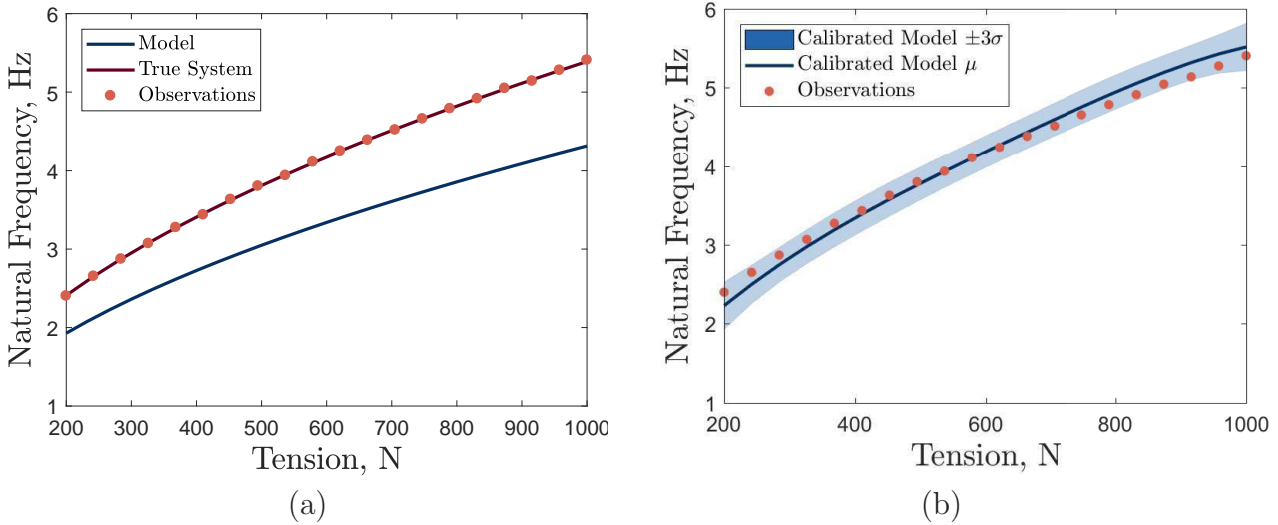 6
5
4
3
2
1
Natural Frequency, Hz
Model
True System
Observations
200 300 400 500 600 700 800 900 1000
Tension, N
(a)
6
5
4
3
2
1
Natural Frequency, Hz
Calibrated Model ±3σ
Calibrated Model μ
Observations
200 400 600 800 1000
Tension, N
(b)